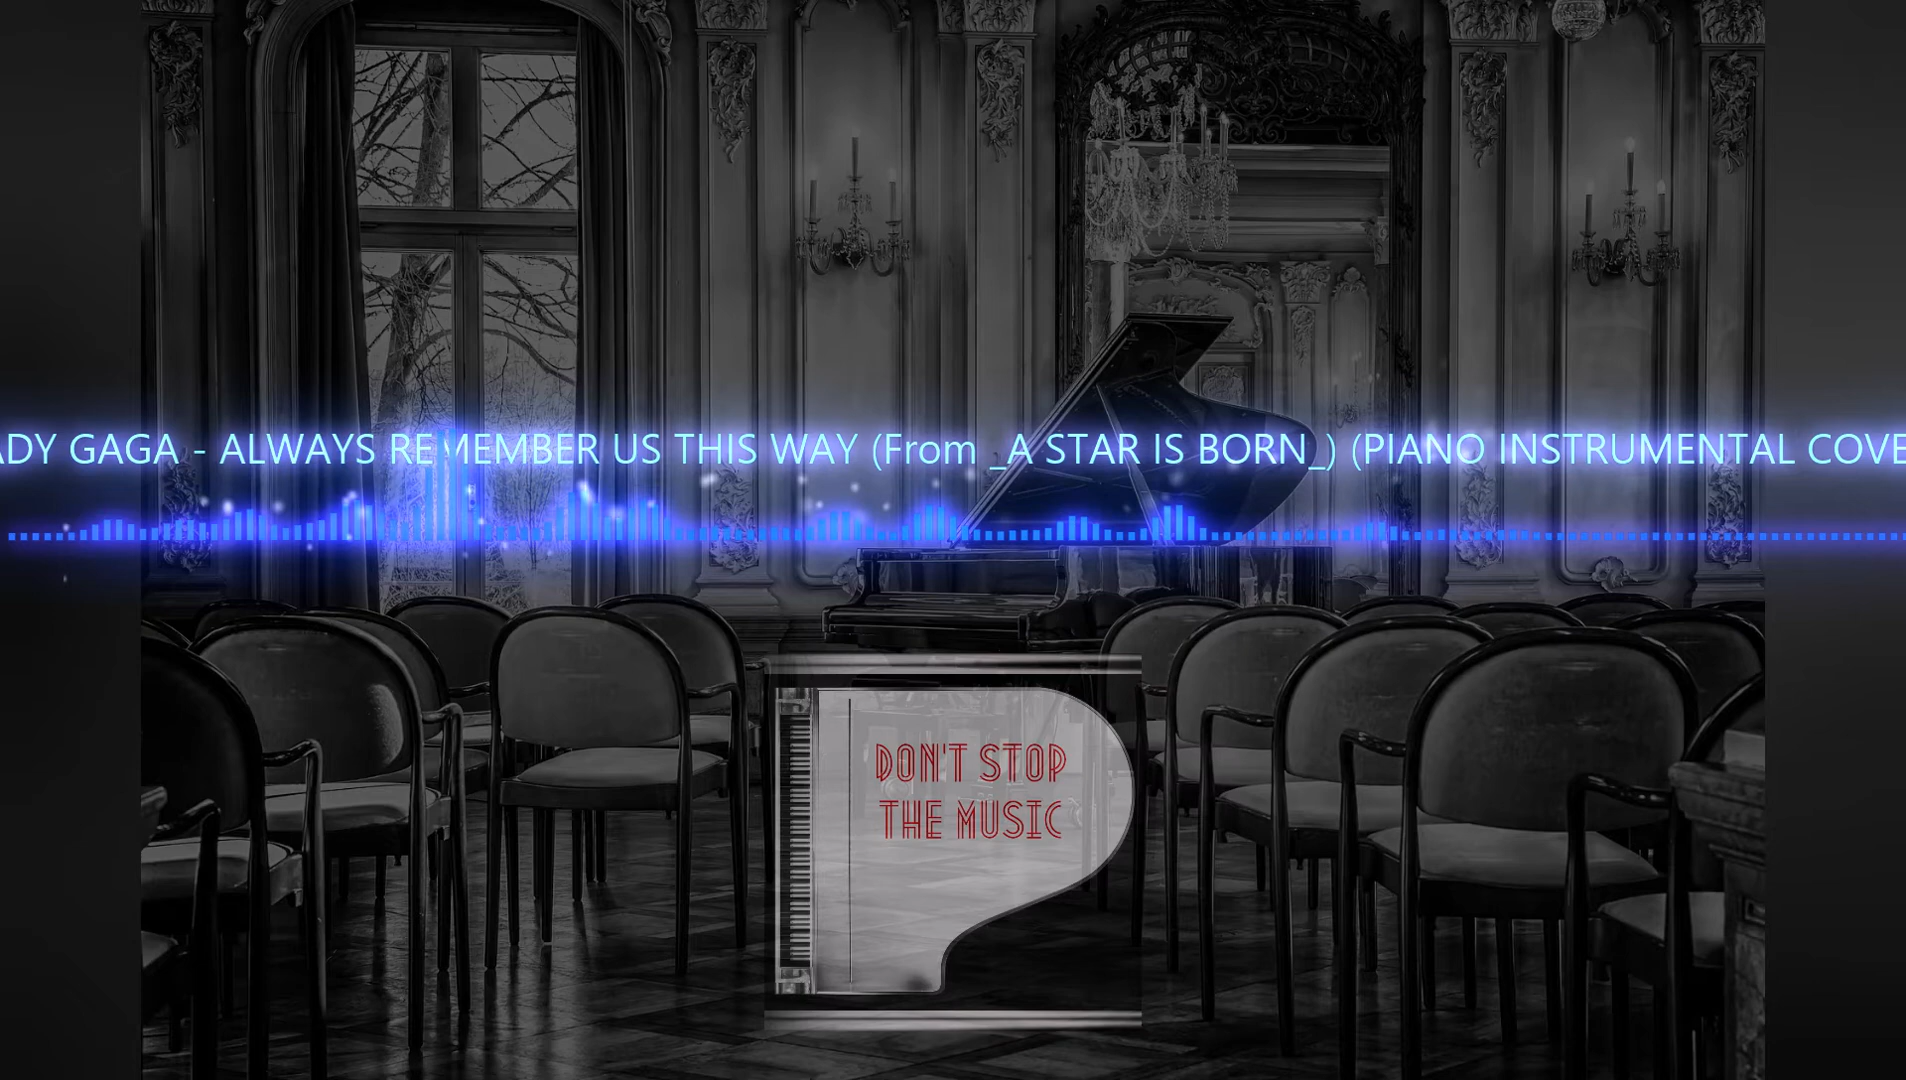 ADY GAGA - ALWAYS REMEMBER US THIS WAY (From _A STAR IS BORN_) (PIANO INSTRUMENTAL COVE
DON'T STOP
THE MUSIC